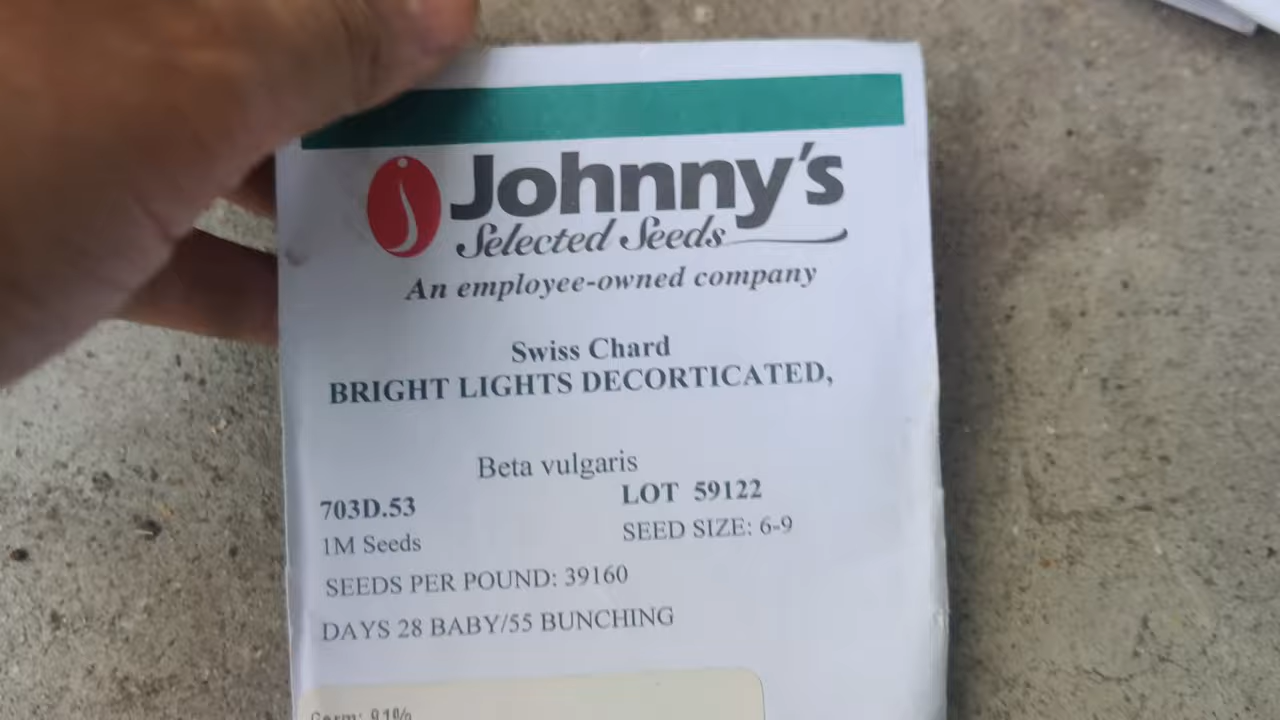 Johnny's
Selected Seeds
An employee-owned company
Swiss Chard
BRIGHT LIGHTS DECORTICATED,
Beta vulgaris
703D.53
LOT 59122
1M Seeds
SEED SIZE: 6-9
SEEDS PER POUND: 39160
DAYS 28 BABY/55 BUNCHING